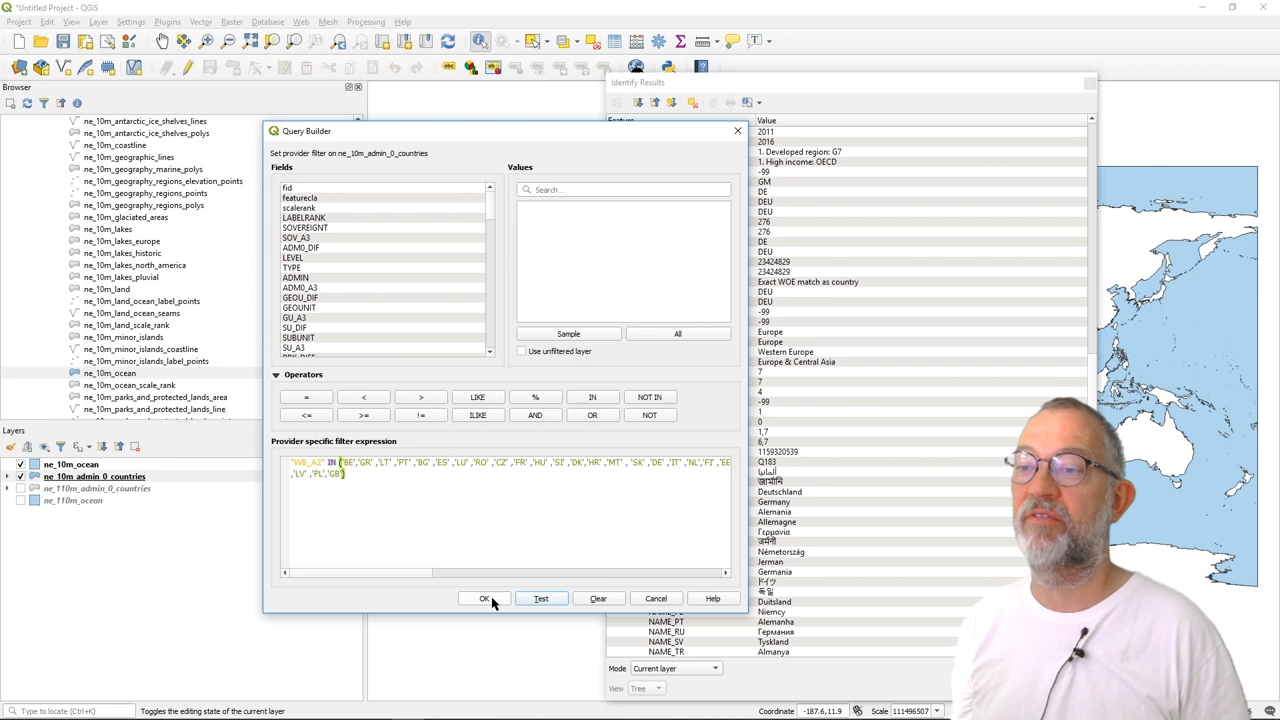 *Untitled Project - QGIS
Project Edit View Layer Settings Plugins Vector Raster Database Web Mesh Processing Help
Browser
ne_10m_antarctic_ice_shelves_lines
ne_10m_antarctic_ice_shelves_polys
ne_10m_coastline
ne_10m_geographic_lines
ne_10m_geography_marine_polys
ne_10m_geography_regions_elevation_points
ne_10m_geography_regions_points
ne_10m_geography_regions_polys
ne_10m_glaciated_areas
ne_10m_lakes
ne_10m_lakes_europe
ne_10m_lakes_historic
ne_10m_lakes_north_america
ne_10m_lakes_pluvial
ne_10m_land
ne_10m_land_ocean_label_points
ne_10m_land_ocean_seams
ne_10m_land_scale_rank
ne_10m_minor_islands
ne_10m_minor_islands_coastline
ne_10m_minor_islands_label_points
ne_10m_ocean
ne_10m_ocean_scale_rank
ne_10m_parks_and_protected_lands_area
ne_10m_parks_and_protected_lands_line
Layers
ne_10m_ocean
ne_10m_admin_0_countries
ne_110m_admin_0_countries
ne_110m_ocean
Query Builder
Set provider filter on ne_10m_admin_0_countries
Fields
fid
featurecla
scalerank
LABELRANK
SOVEREIGNT
SOV_A3
ADM0_DIF
LEVEL
TYPE
ADMIN
ADM0_A3
GEOU_DIF
GEOUNIT
GU_A3
SU_DIF
SUBUNIT
SU_A3
Values
Search...
Sample All
Use unfiltered layer
Operators
= < > LIKE % IN NOT IN
<= >= != ILIKE AND OR NOT
Provider specific filter expression
"WB_A2" IN ('BE','GR' ,'LT' ,'PT' ,'BG' ,'ES' ,'LU' ,'RO' ,'CZ' ,'FR' ,'HU' ,'SI' ,'DK','HR' ,'MT' , 'SK' ,'DE' ,'IT' ,'NL','FI' ,'EE
,'LV' ,'PL','GB')
OK Test Clear Cancel Help
Identify Results
Feature Value
2011
2016
1. Developed region: G7
1. High income: OECD
-99
GM
DE
DEU
DEU
276
276
DE
DEU
23424829
23424829
Exact WOE match as country
DEU
DEU
-99
-99
Europe
Europe
Western Europe
Europe & Central Asia
7
7
4
-99
1
0
1,7
6,7
1159320539
Q183
ألمانيا
জার্মানি
Deutschland
Germany
Alemania
Allemagne
Γερμανία
जर्मनी
Németország
Jerman
Germania
ドイツ
독일
Duitsland
Niemcy
NAME_PT Alemanha
NAME_RU Германия
NAME_SV Tyskland
NAME_TR Almanya
Mode Current layer
View Tree
Type to locate (Ctrl+K) Toggles the editing state of the current layer Coordinate -187.6,11.9 Scale 111496507